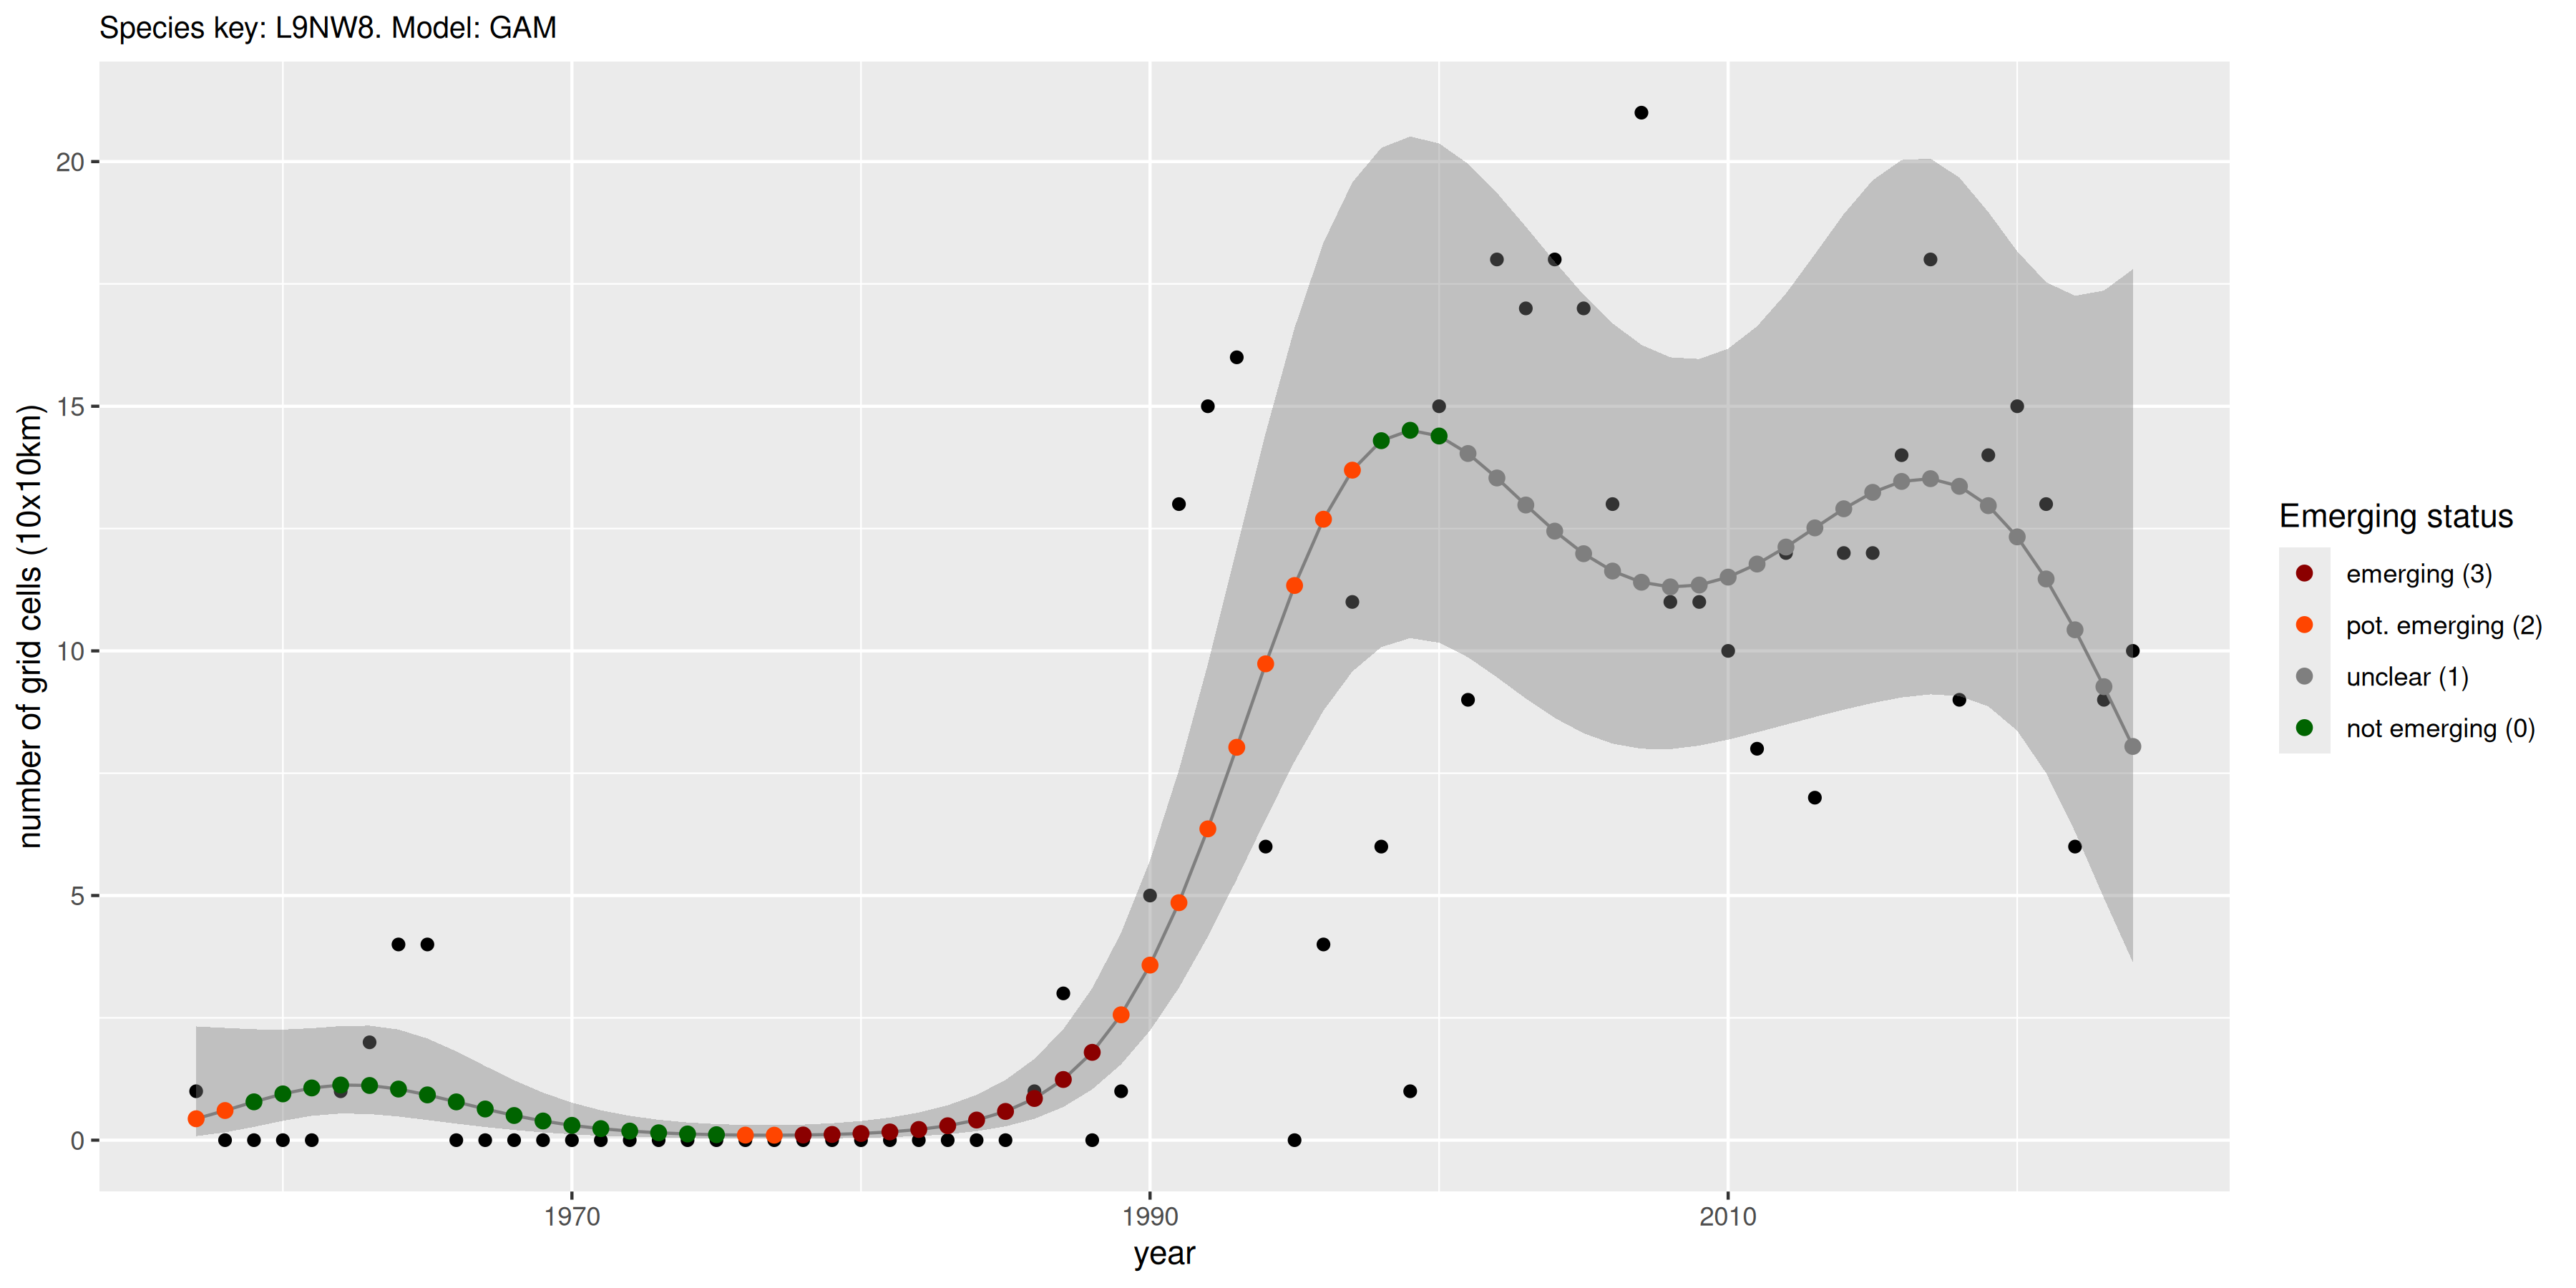 Species key: L9NW8. Model: GAM
20
15
10
5
0
number of grid cells (10x10km)
1970
1990
2010
year
Emerging status
emerging (3)
pot. emerging (2)
unclear (1)
not emerging (0)